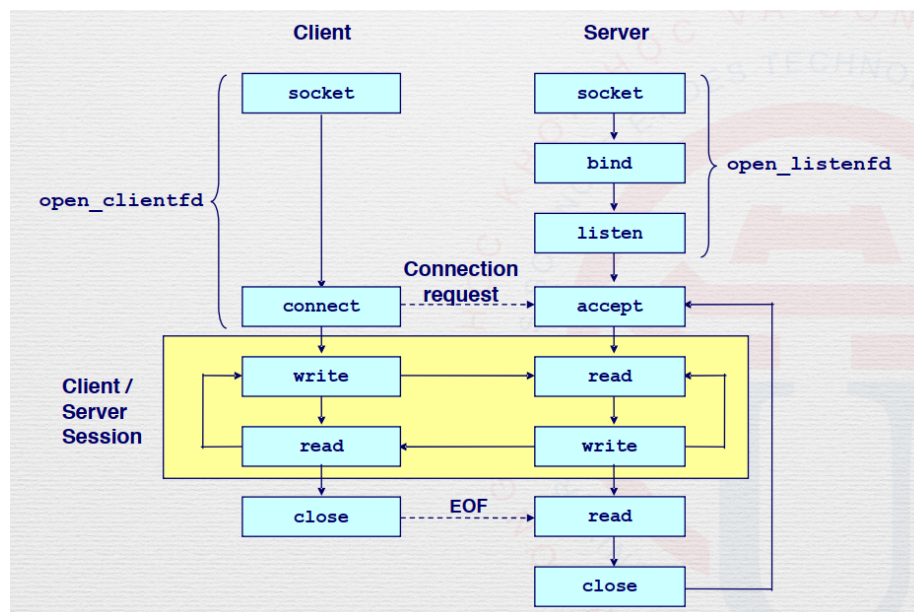 Client
Server
socket
socket
bind
open_clientfd
open_listenfd
listen
Connection
request
connect
accept
Client /
Server
Session
write
read
read
write
close
EOF
read
close